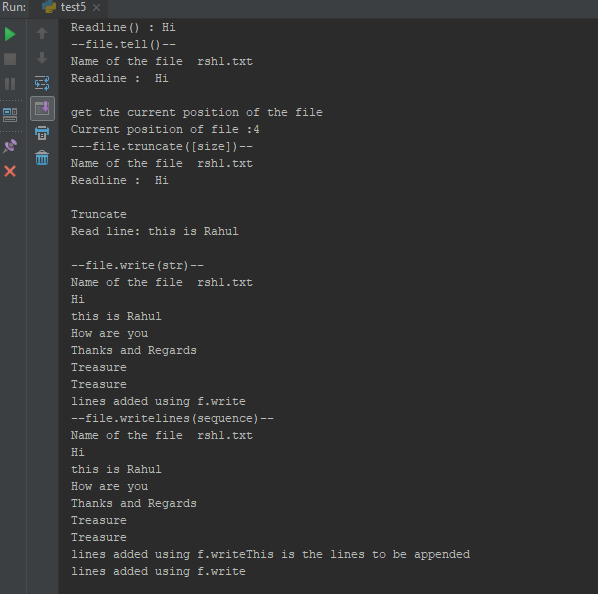 Run: test5
Readline() : Hi
--file.tell()--
Name of the file  rsh1.txt
Readline :  Hi

get the current position of the file
Current position of file :4
---file.truncate([size])--
Name of the file  rsh1.txt
Readline :  Hi

Truncate
Read line: this is Rahul

--file.write(str)--
Name of the file  rsh1.txt
Hi
this is Rahul
How are you
Thanks and Regards
Treasure
Treasure
lines added using f.write
--file.writelines(sequence)--
Name of the file  rsh1.txt
Hi
this is Rahul
How are you
Thanks and Regards
Treasure
Treasure
lines added using f.writeThis is the lines to be appended
lines added using f.write